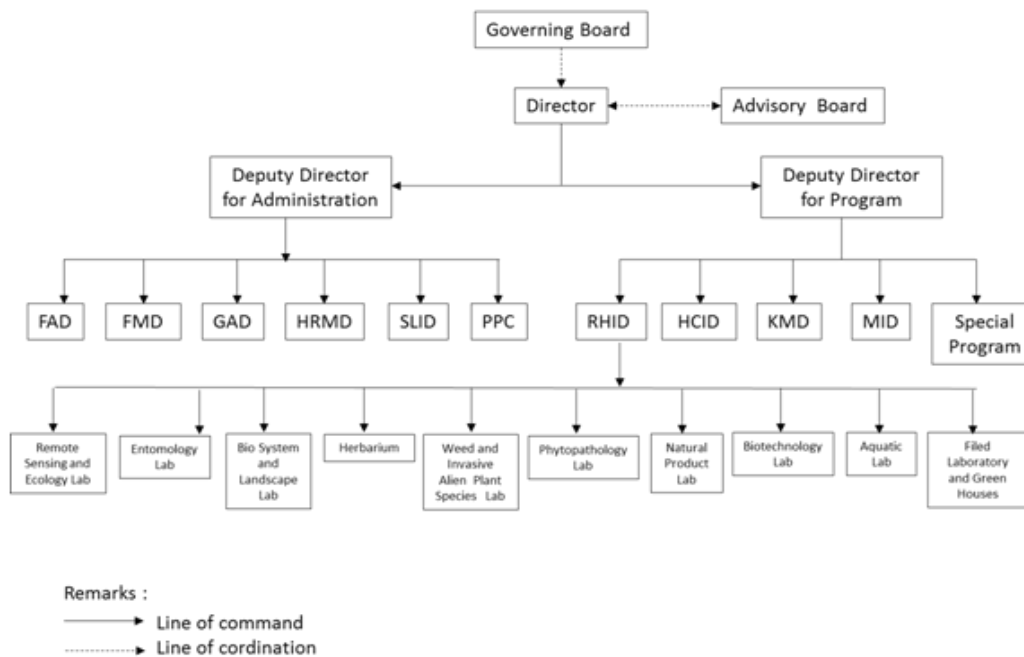 Governing Board
Director
Advisory Board
Deputy Director
for Administration
Deputy Director
for Program
FAD
FMD
GAD
HRMD
SLID
PPC
RHID
HCID
KMD
MID
Special
Program
Remote
Sensing and
Ecology Lab
Entomology
Lab
Bio System
and
Landscape
Lab
Herbarium
Weed and
Invasive
Alien Plant
Species Lab
Phytopathology
Lab
Natural
Product
Lab
Biotechnology
Lab
Aquatic
Lab
Filed
Laboratory
and Green
Houses
Remarks :
Line of command
Line of cordination